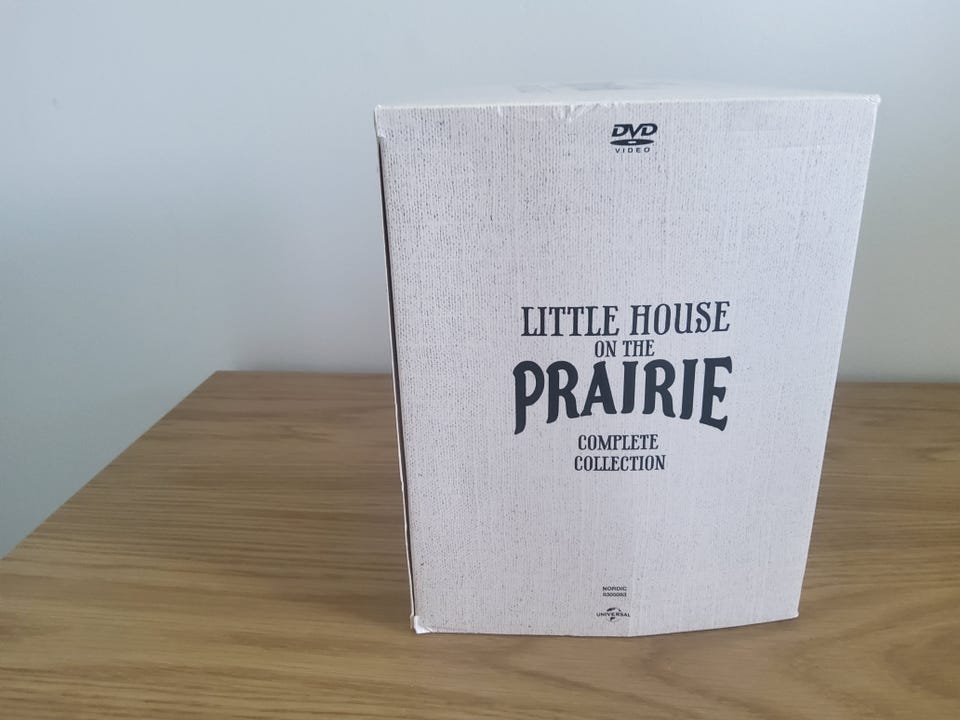 DVD
VIDEO
LITTLE HOUSE
ON THE
PRAIRIE
COMPLETE
COLLECTION
NORDIC
UNIVERSAL